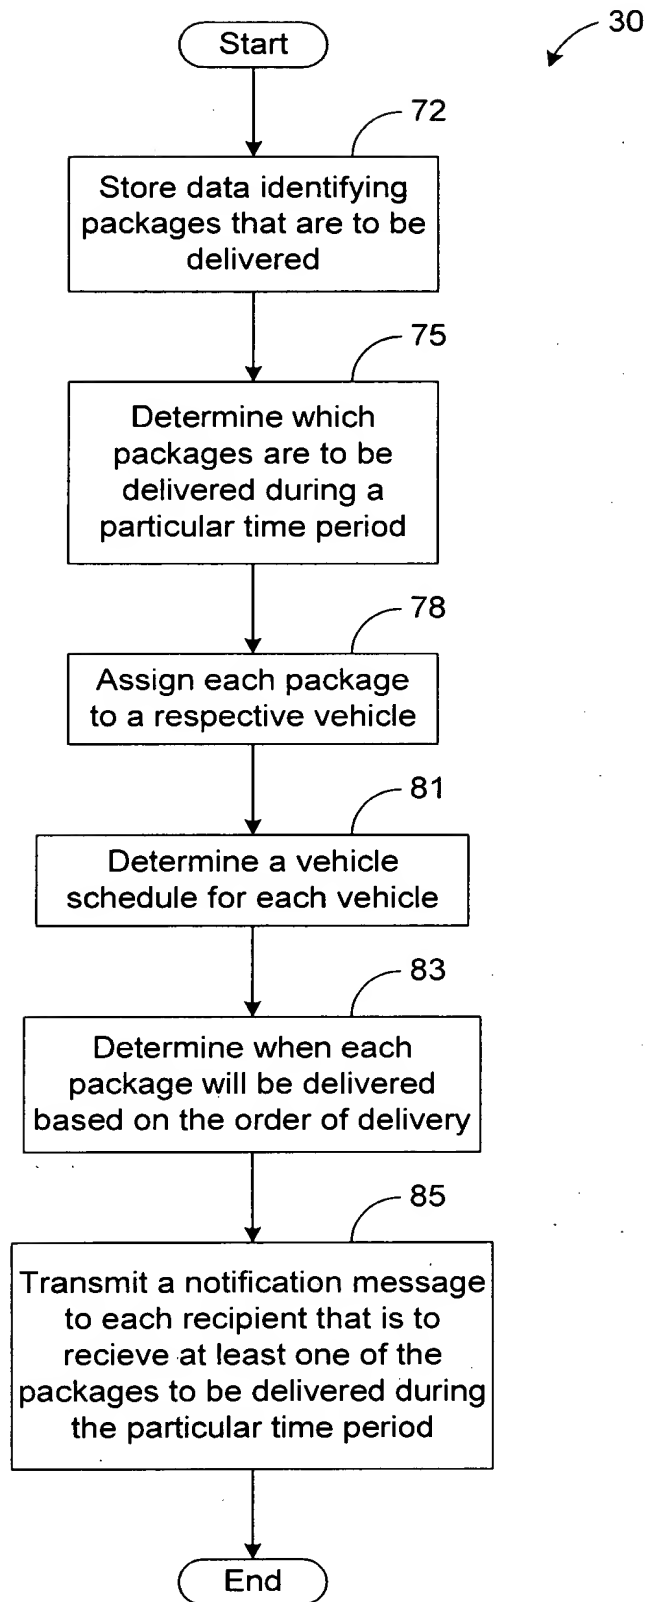 Start
30
72
Store data identifying
packages that are to be
delivered
75
Determine which
packages are to be
delivered during a
particular time period
78
Assign each package
to a respective vehicle
81
Determine a vehicle
schedule for each vehicle
83
Determine when each
package will be delivered
based on the order of delivery
85
Transmit a notification message
to each recipient that is to
recieve at least one of the
packages to be delivered during
the particular time period
End